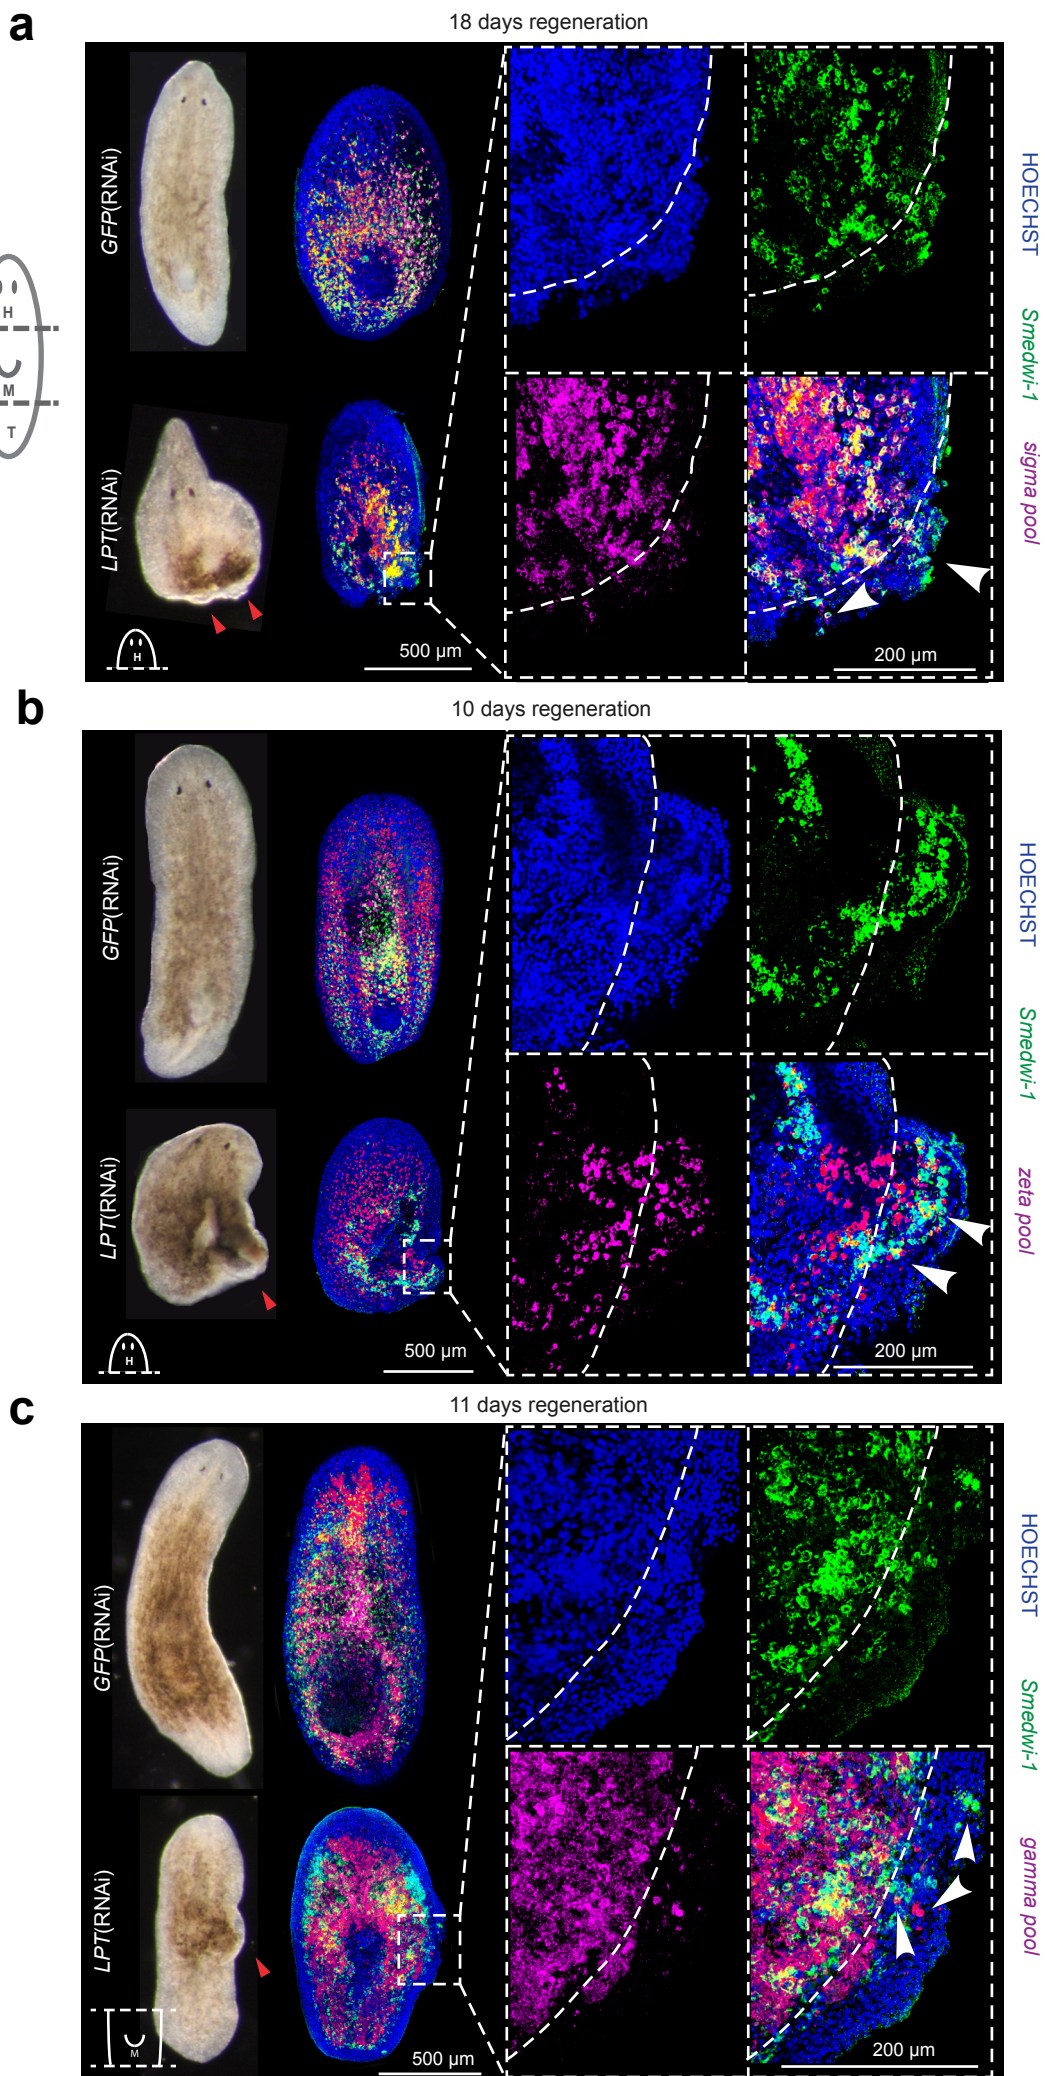 a
18 days regeneration
GFP(RNAi)
LPT(RNAi)
H
M
T
H
500 µm
200 µm
HOECHST
Smedwi-1
sigma pool
b
10 days regeneration
GFP(RNAi)
LPT(RNAi)
H
500 µm
200 µm
HOECHST
Smedwi-1
zeta pool
c
11 days regeneration
GFP(RNAi)
LPT(RNAi)
M
500 µm
200 µm
HOECHST
Smedwi-1
gamma pool